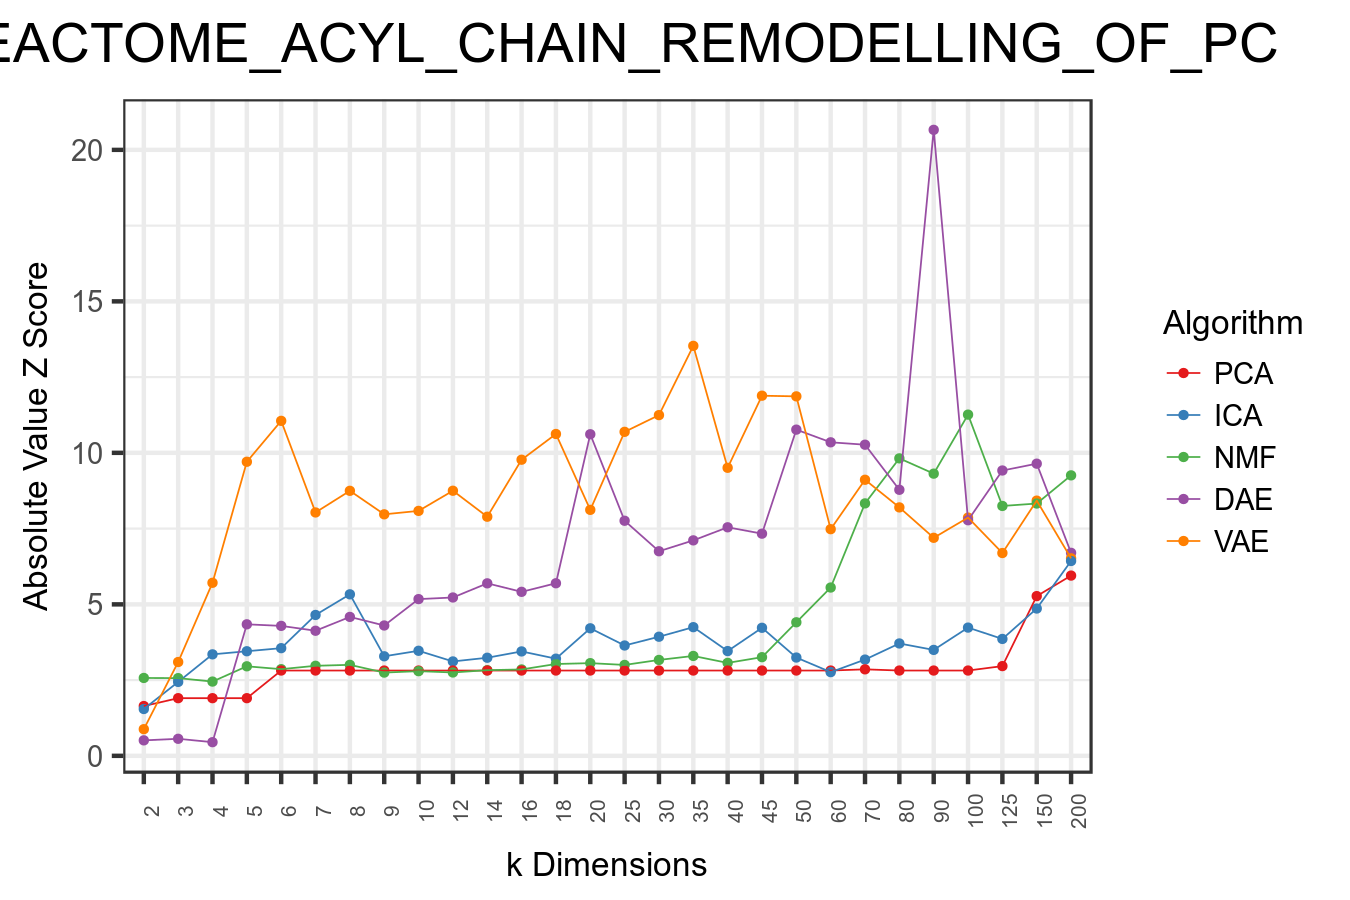 EACTOME_ACYL_CHAIN_REMODELLING_OF_PC
Absolute Value Z Score
20
15
10
5
0
2 3 4 5 6 7 8 9 10 12 14 16 18 20 25 30 35 40 45 50 60 70 80 90 100 125 150 200
k Dimensions
Algorithm
PCA
ICA
NMF
DAE
VAE